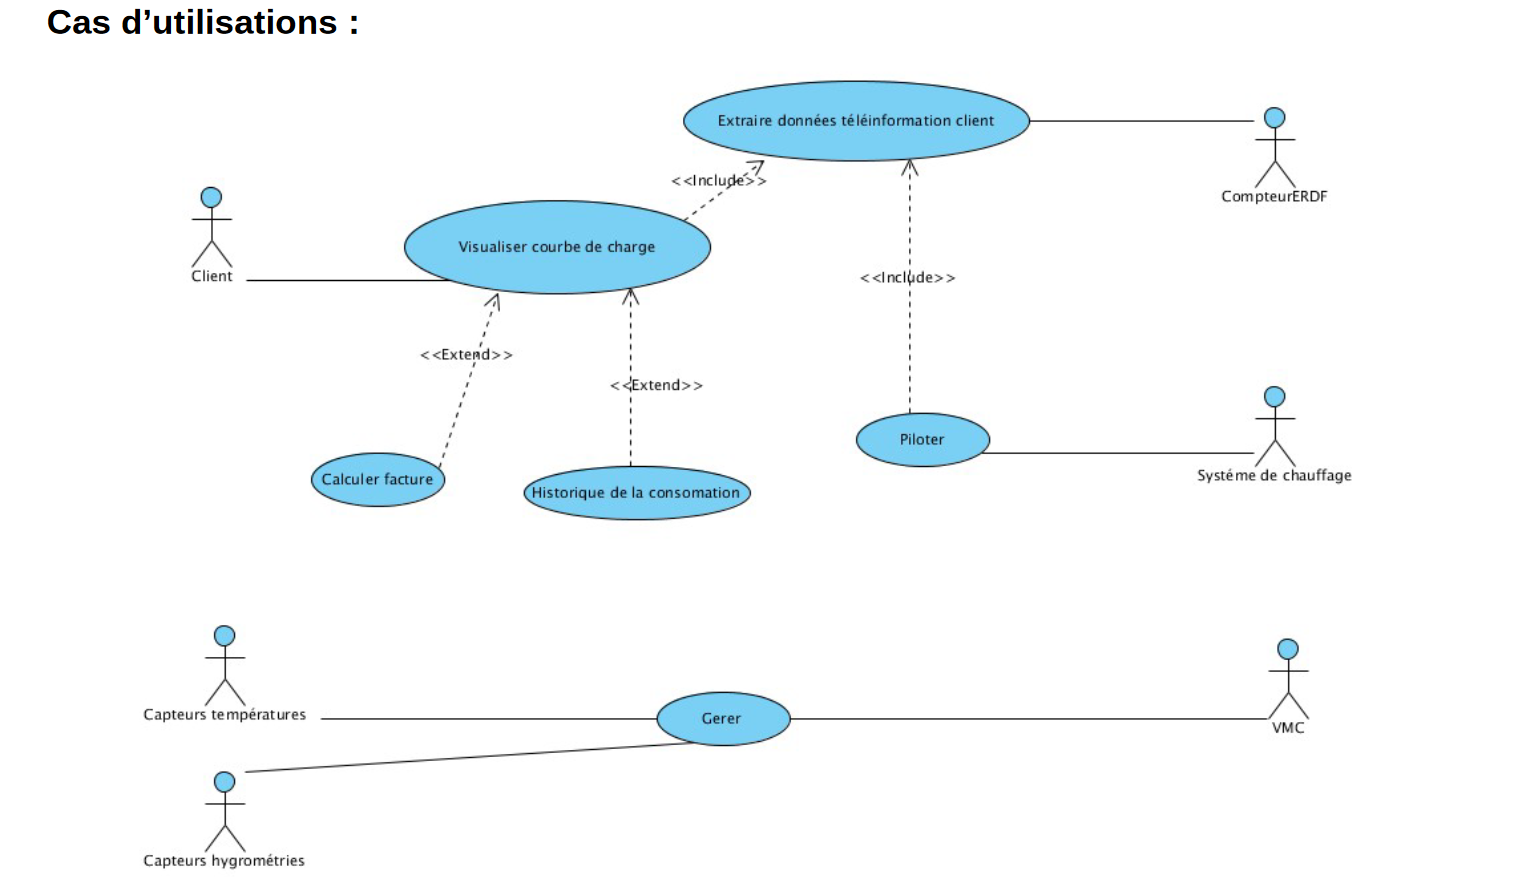 Cas d’utilisations :
Extraire données téléinformation client
CompteurERDF
<<Include>>
Client
Visualiser courbe de charge
<<Include>>
<<Extend>>
<<Extend>>
Piloter
Systéme de chauffage
Calculer facture
Historique de la consomation
Capteurs températures
Gerer
VMC
Capteurs hygrométries